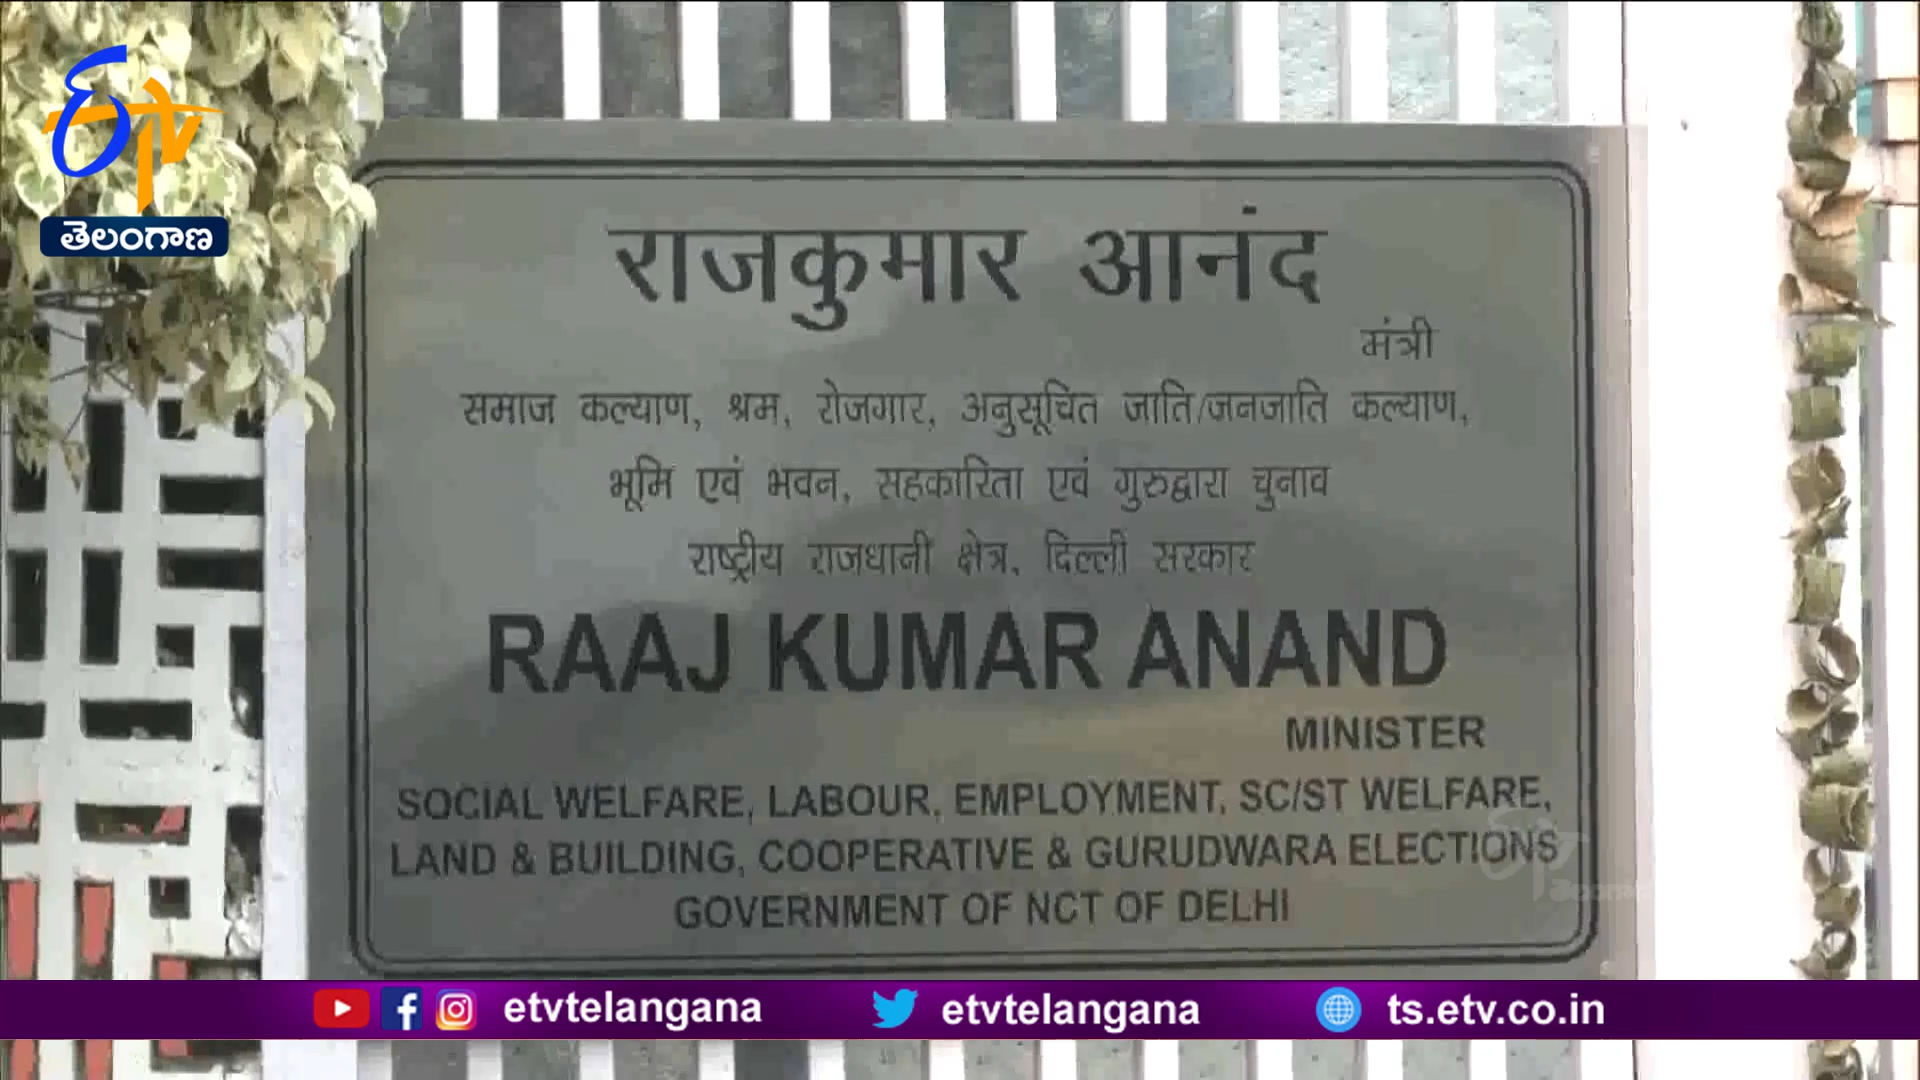 ETV
తెలంగాణ
राजकुमार आनंद
मंत्री
समाज कल्याण, श्रम, रोजगार, अनुसूचित जाति/जनजाति कल्याण,
भूमि एवं भवन, सहकारिता एवं गुरुद्वारा चुनाव
राष्ट्रीय राजधानी क्षेत्र, दिल्ली सरकार
RAAJ KUMAR ANAND
MINISTER
SOCIAL WELFARE, LABOUR, EMPLOYMENT, SC/ST WELFARE,
LAND & BUILDING, COOPERATIVE & GURUDWARA ELECTIONS
GOVERNMENT OF NCT OF DELHI
etvtelangana etvtelangana ts.etv.co.in